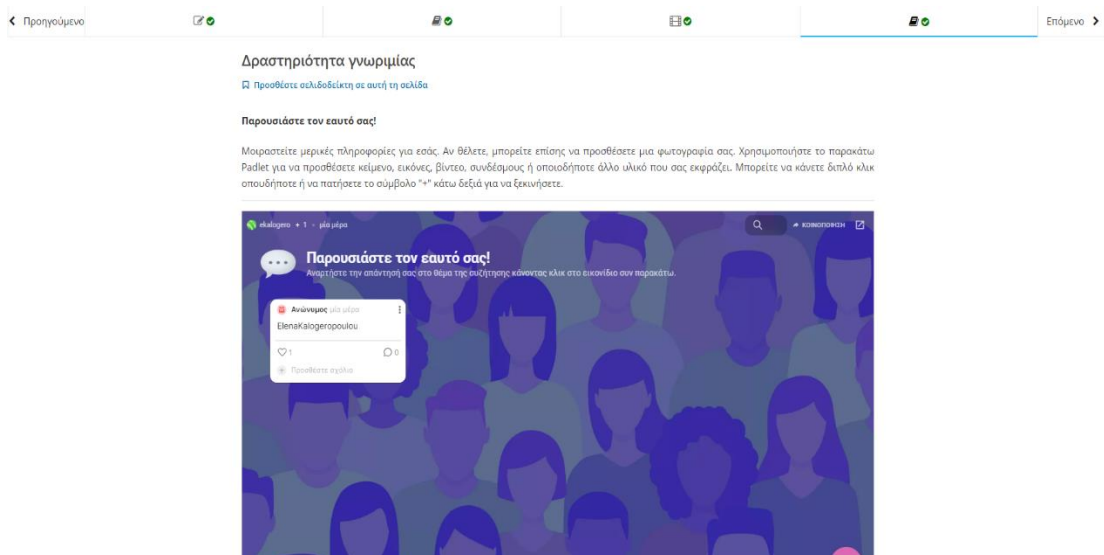 Προηγούμενο
Επόμενο
Δραστηριότητα γνωριμίας
Προσθέστε σελιδοδείκτη σε αυτή τη σελίδα
Παρουσιάστε τον εαυτό σας!
Μοιραστείτε μερικές πληροφορίες για εσάς. Αν θέλετε, μπορείτε επίσης να προσθέσετε μια φωτογραφία σας. Χρησιμοποιήστε το παρακάτω
Padlet για να προσθέσετε κείμενο, εικόνες, βίντεο, συνδέσμους ή οποιοδήποτε άλλο υλικό που σας εκφράζει. Μπορείτε να κάνετε διπλό κλικ
οπουδήποτε ή να πατήσετε το σύμβολο "+" κάτω δεξιά για να ξεκινήσετε.
ekalogero + 1 · μία μέρα
ΚΟΙΝΟΠΟΙΗΣΗ
Παρουσιάστε τον εαυτό σας!
Αναρτήστε την απάντησή σας στο θέμα της συζήτησης κάνοντας κλικ στο εικονίδιο συν παρακάτω.
Ανώνυμος μία μέρα
ElenaKalogeropoulou
1
0
Προσθέστε σχόλιο